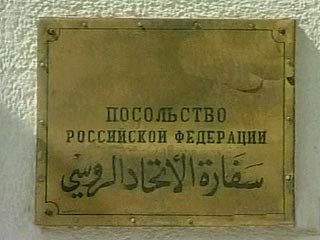 ПОСОЛЬСТВО
РОССИЙСКОЙ ФЕДЕРАЦИИ
سفارة الاتحاد الروسي